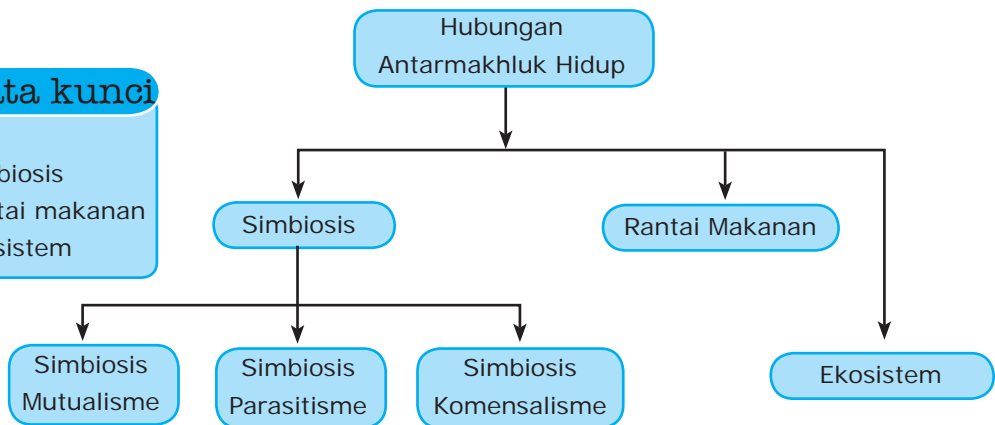 Hubungan
Antarmakhluk Hidup
ta kunci
biosis
tai makanan
sistem
Simbiosis
Rantai Makanan
Simbiosis
Mutualisme
Simbiosis
Parasitisme
Simbiosis
Komensalisme
Ekosistem